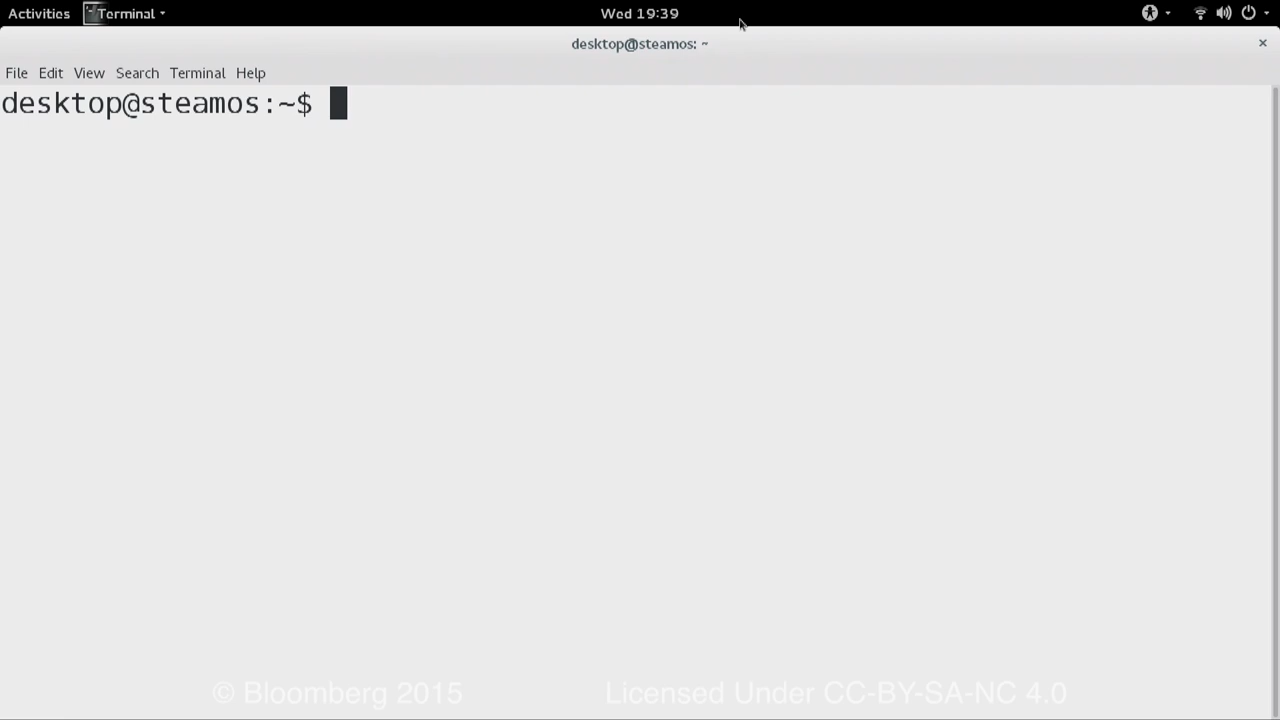 Activities Terminal Wed 19:39
desktop@steamos: ~
File Edit View Search Terminal Help
desktop@steamos:~$
© Bloomberg 2015 Licensed Under CC-BY-SA-NC 4.0